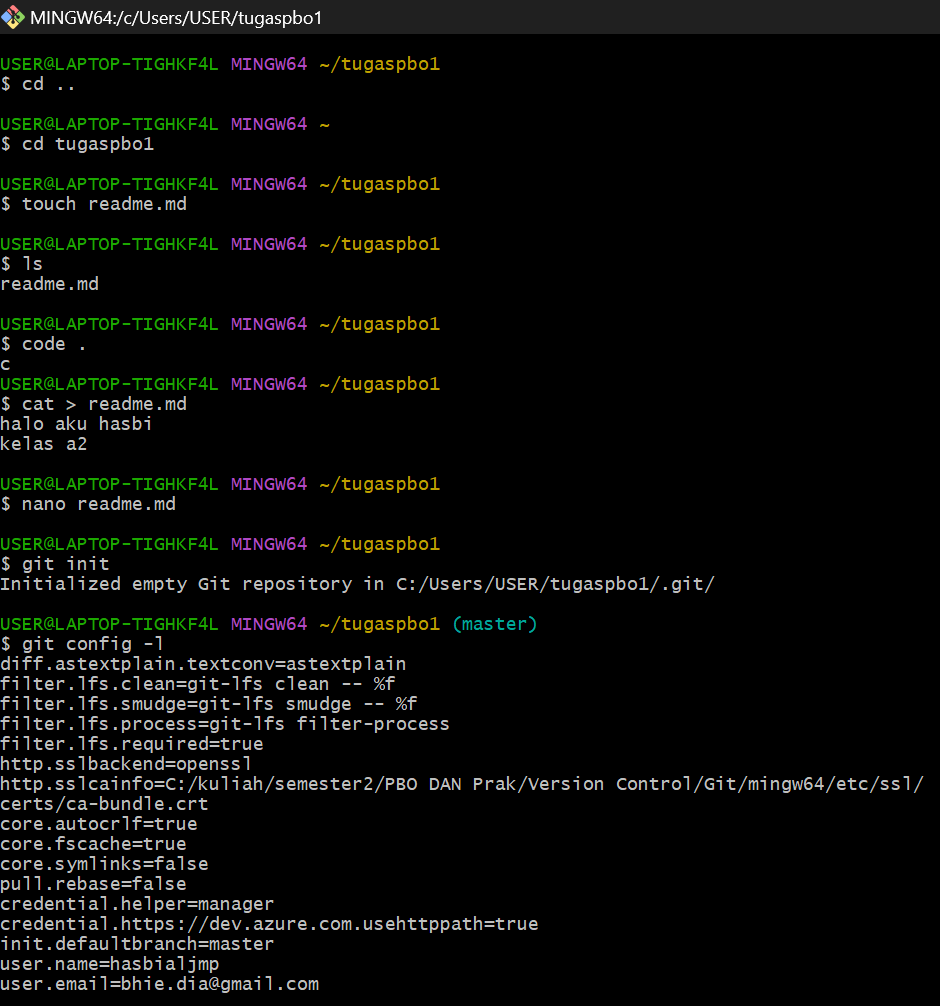 MINGW64:/c/Users/USER/tugaspbo1
USER@LAPTOP-TIGHKF4L MINGW64 ~/tugaspbo1
$ cd ..
USER@LAPTOP-TIGHKF4L MINGW64 ~
$ cd tugaspbo1
USER@LAPTOP-TIGHKF4L MINGW64 ~/tugaspbo1
$ touch readme.md
USER@LAPTOP-TIGHKF4L MINGW64 ~/tugaspbo1
$ ls
readme.md
USER@LAPTOP-TIGHKF4L MINGW64 ~/tugaspbo1
$ code .
c
USER@LAPTOP-TIGHKF4L MINGW64 ~/tugaspbo1
$ cat > readme.md
halo aku hasbi
kelas a2
USER@LAPTOP-TIGHKF4L MINGW64 ~/tugaspbo1
$ nano readme.md
USER@LAPTOP-TIGHKF4L MINGW64 ~/tugaspbo1
$ git init
Initialized empty Git repository in C:/Users/USER/tugaspbo1/.git/
USER@LAPTOP-TIGHKF4L MINGW64 ~/tugaspbo1 (master)
$ git config -l
diff.astextplain.textconv=astextplain
filter.lfs.clean=git-lfs clean -- %f
filter.lfs.smudge=git-lfs smudge -- %f
filter.lfs.process=git-lfs filter-process
filter.lfs.required=true
http.sslbackend=openssl
http.sslcainfo=C:/kuliah/semester2/PBO DAN Prak/Version Control/Git/mingw64/etc/ssl/
certs/ca-bundle.crt
core.autocrlf=true
core.fscache=true
core.symlinks=false
pull.rebase=false
credential.helper=manager
credential.https://dev.azure.com.usehttppath=true
init.defaultbranch=master
user.name=hasbialjmp
user.email=bhie.dia@gmail.com